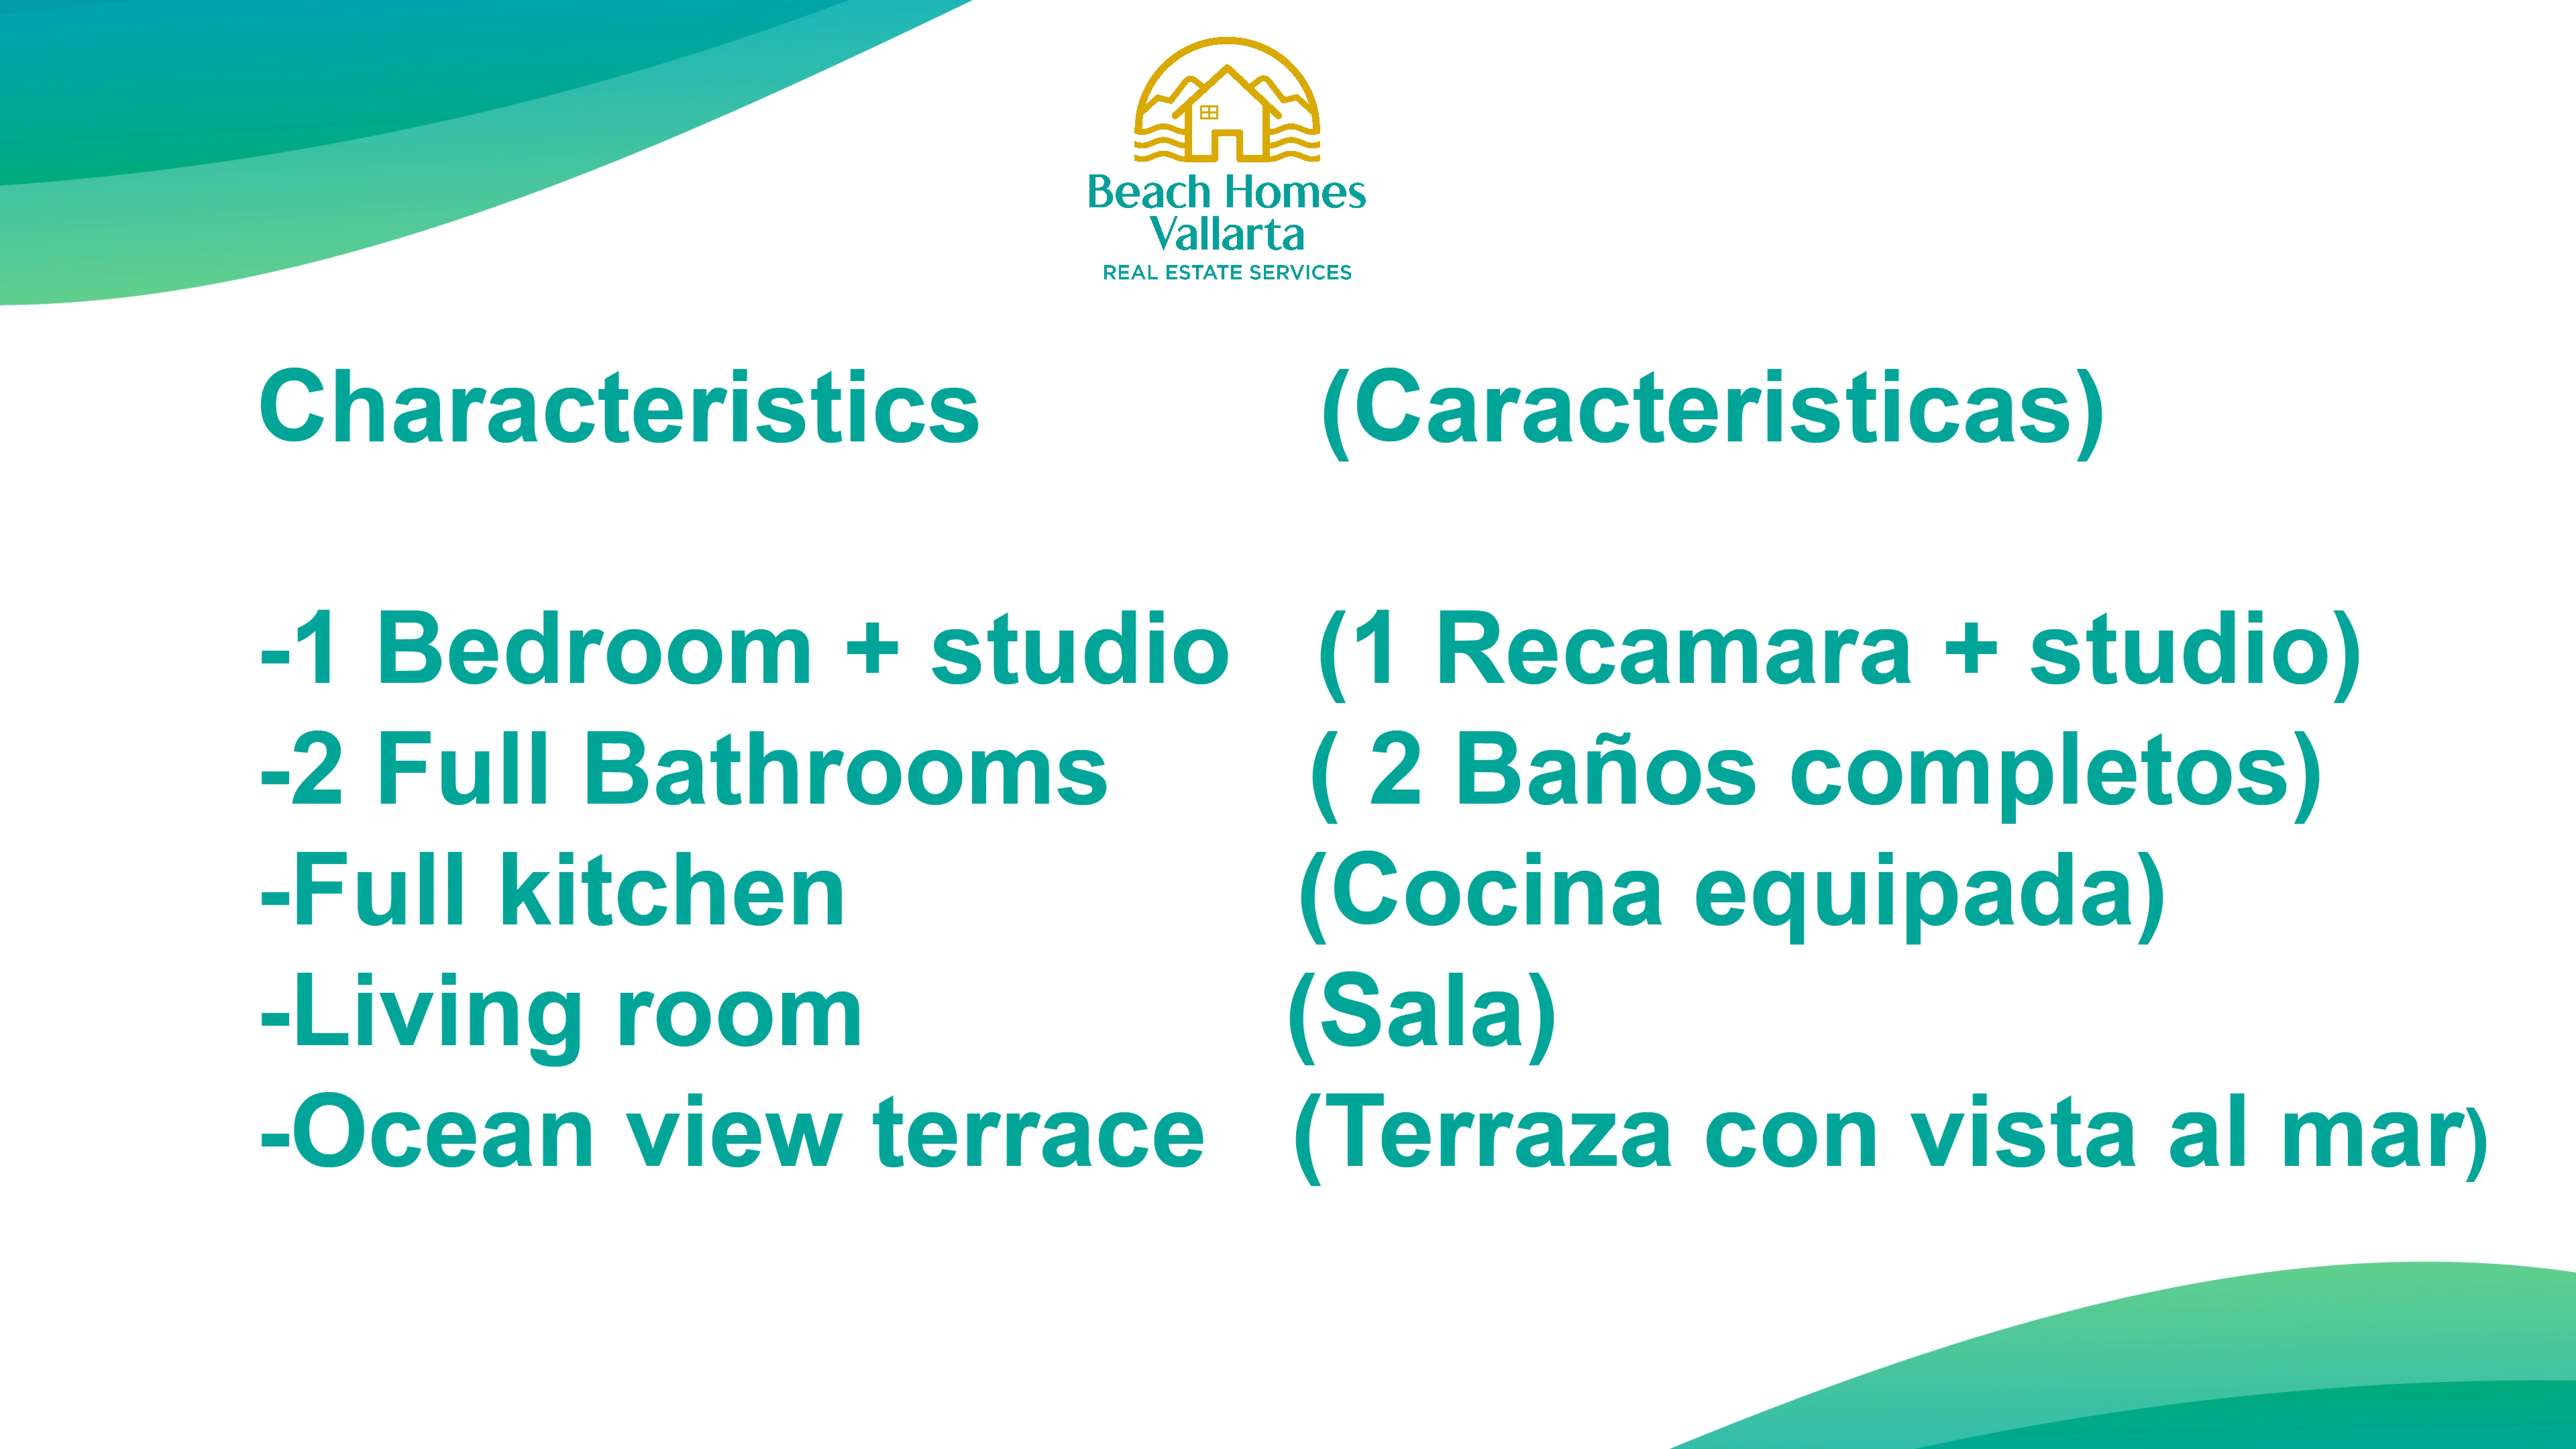 Beach Homes
Vallarta
REAL ESTATE SERVICES
Characteristics (Caracteristicas)
-1 Bedroom + studio (1 Recamara + studio)
-2 Full Bathrooms ( 2 Baños completos)
-Full kitchen (Cocina equipada)
-Living room (Sala)
-Ocean view terrace (Terraza con vista al mar)